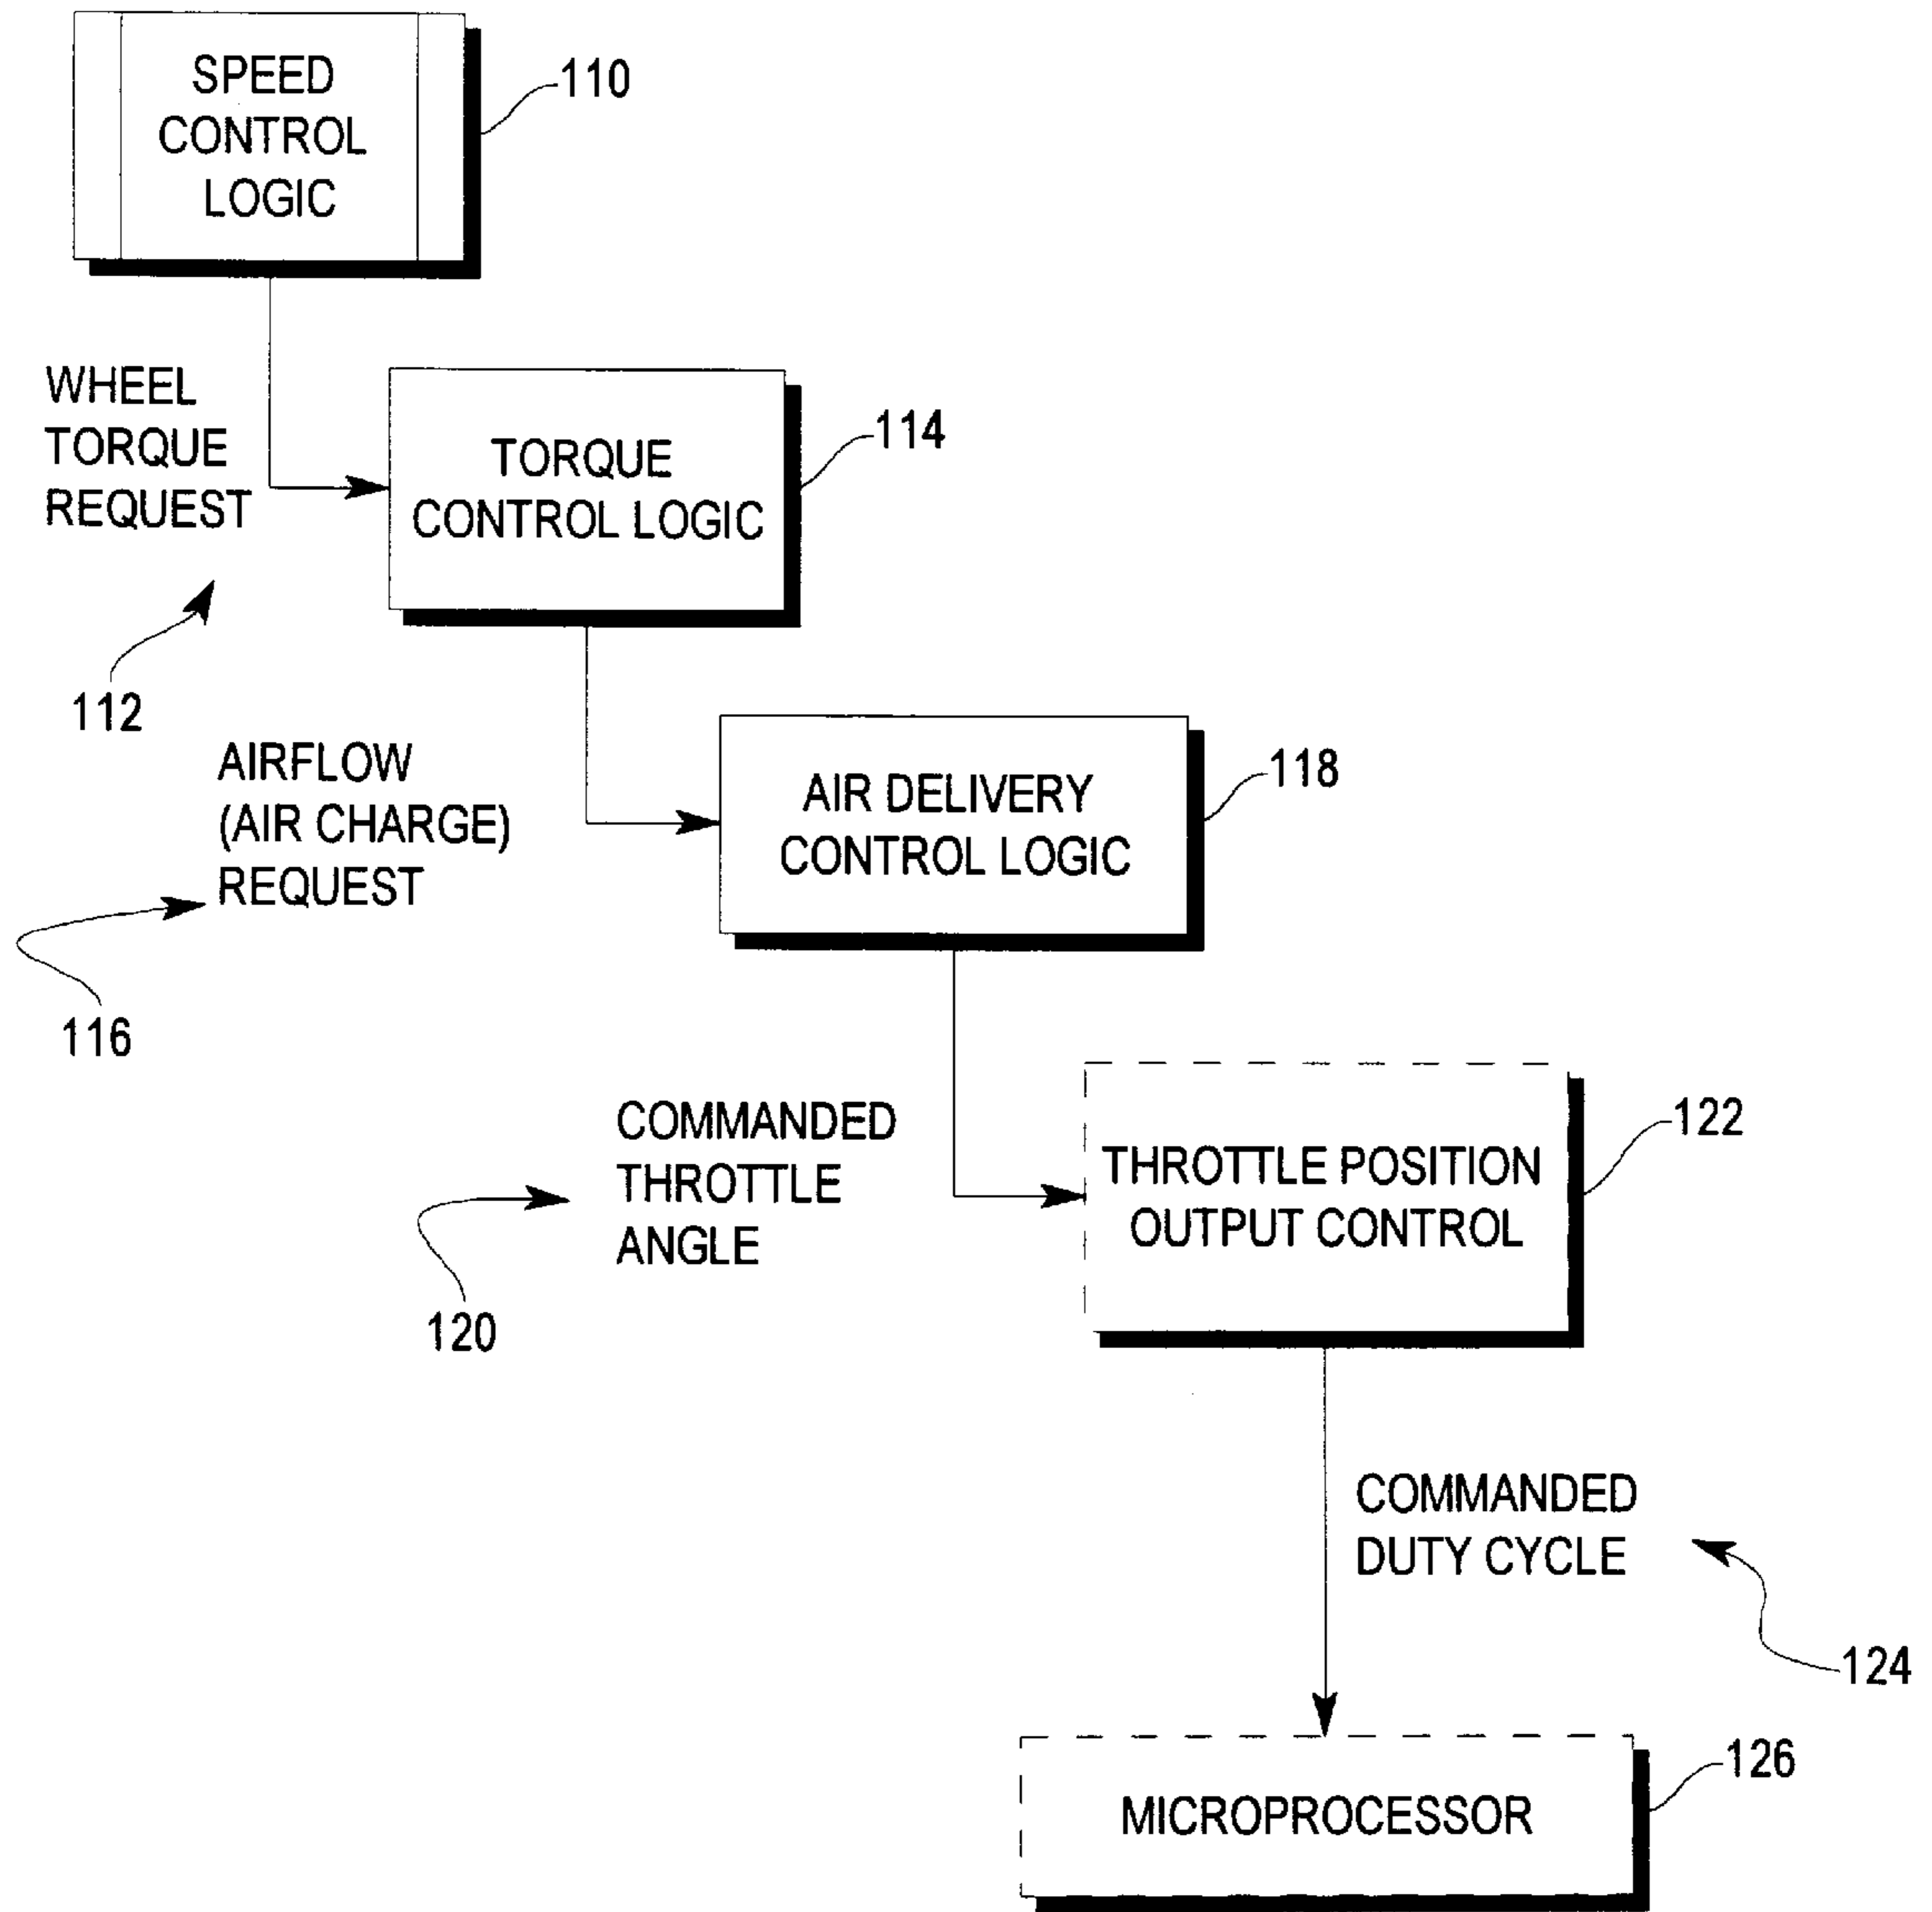 SPEED
CONTROL
LOGIC
110
WHEEL
TORQUE
REQUEST
112
TORQUE
CONTROL LOGIC
114
AIRFLOW
(AIR CHARGE)
REQUEST
116
AIR DELIVERY
CONTROL LOGIC
118
COMMANDED
THROTTLE
ANGLE
120
THROTTLE POSITION
OUTPUT CONTROL
122
COMMANDED
DUTY CYCLE
124
MICROPROCESSOR
126